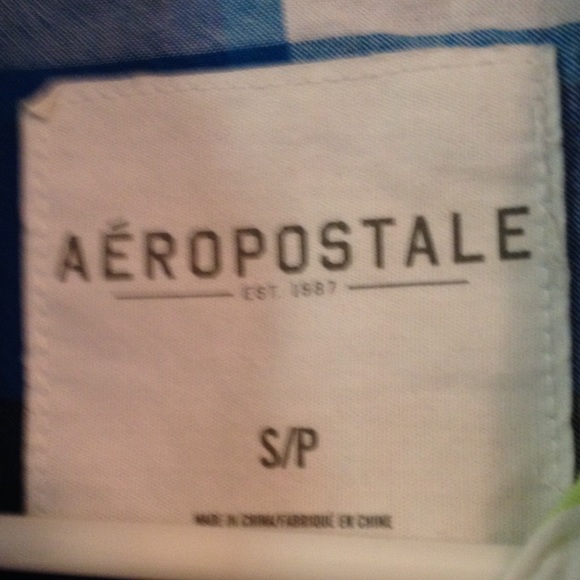 AÉROPOSTALE
EST. 1987
S/P
MADE IN CHINA/FABRIQUÉ EN CHINE